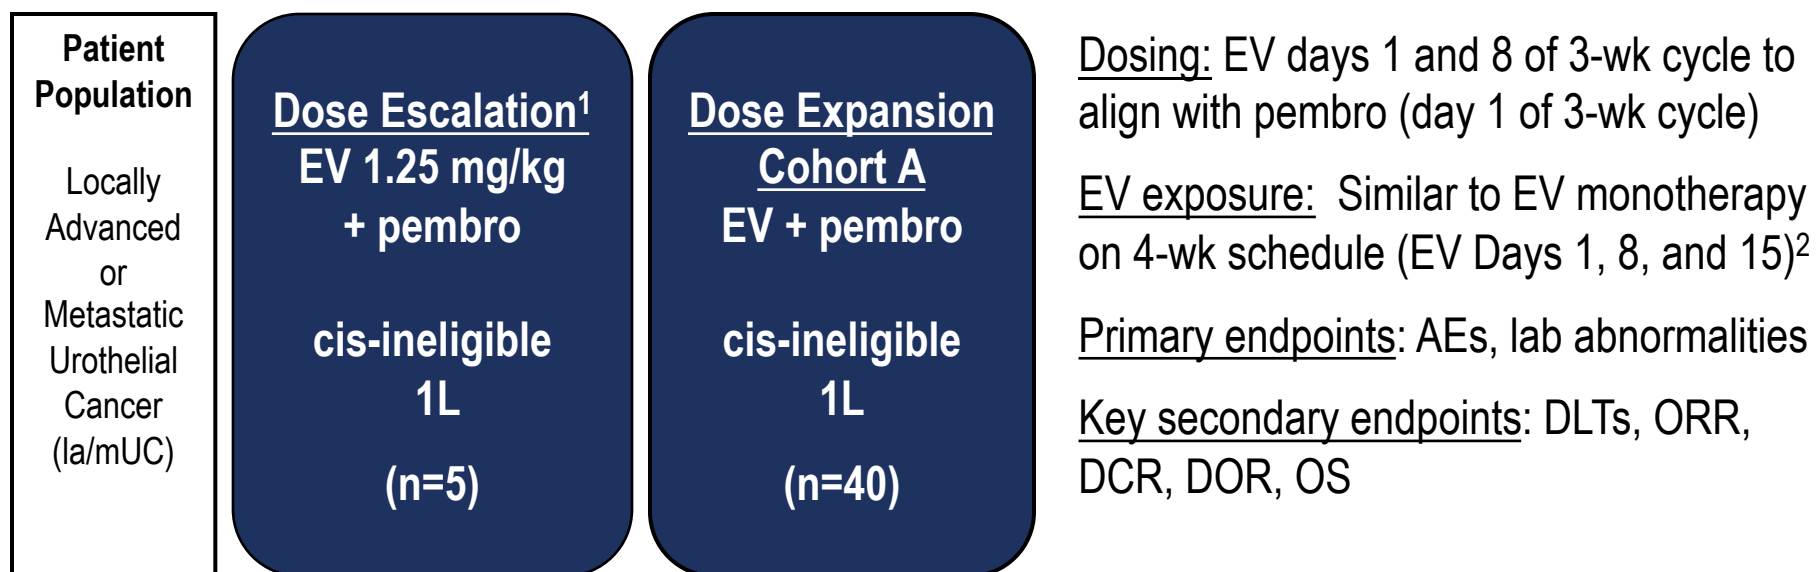 Patient
Population
Locally
Advanced
or
Metastatic
Urothelial
Cancer
(la/mUC)
Dose Escalation¹
EV 1.25 mg/kg
+ pembro
cis-ineligible
1L
(n=5)
Dose Expansion
Cohort A
EV + pembro
cis-ineligible
1L
(n=40)
Dosing: EV days 1 and 8 of 3-wk cycle to
align with pembro (day 1 of 3-wk cycle)
EV exposure: Similar to EV monotherapy
on 4-wk schedule (EV Days 1, 8, and 15)²
Primary endpoints: AEs, lab abnormalities
Key secondary endpoints: DLTs, ORR,
DCR, DOR, OS